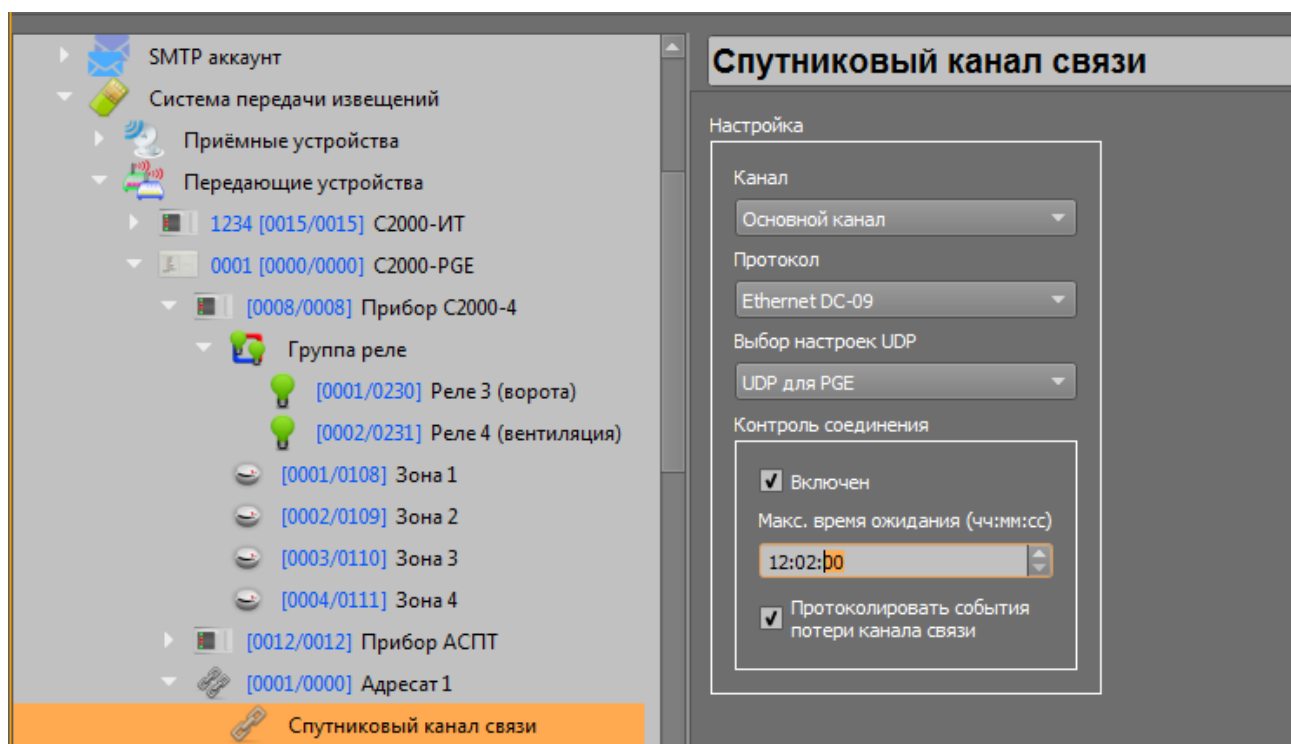 SMTP аккаунт
Система передачи извещений
Приёмные устройства
Передающие устройства
1234 [0015/0015] С2000-ИТ
0001 [0000/0000] С2000-PGE
[0008/0008] Прибор С2000-4
Группа реле
[0001/0230] Реле 3 (ворота)
[0002/0231] Реле 4 (вентиляция)
[0001/0108] Зона 1
[0002/0109] Зона 2
[0003/0110] Зона 3
[0004/0111] Зона 4
[0012/0012] Прибор АСПТ
[0001/0000] Адресат 1
Спутниковый канал связи
Спутниковый канал связи
Настройка
Канал
Основной канал
Протокол
Ethernet DC-09
Выбор настроек UDP
UDP для PGE
Контроль соединения
Включен
Макс. время ожидания (чч:мм:сс)
12:02:00
Протоколировать события
потери канала связи